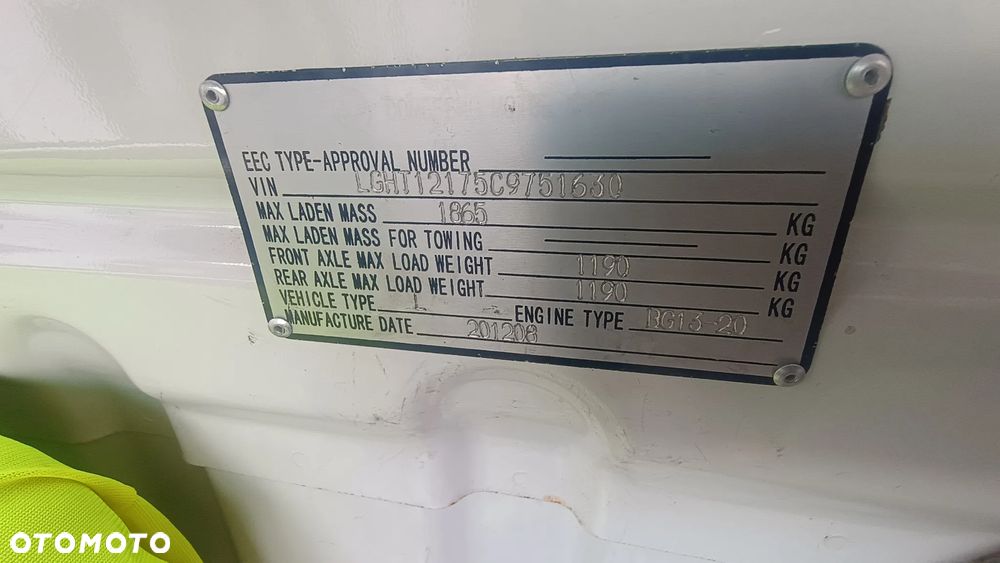 EEC TYPE-APPROVAL NUMBER
VIN LGHT12175C9751630
MAX LADEN MASS 1865 KG
MAX LADEN MASS FOR TOWING KG
FRONT AXLE MAX LOAD WEIGHT 1190 KG
REAR AXLE MAX LOAD WEIGHT 1190 KG
VEHICLE TYPE L ENGINE TYPE BG13-20
MANUFACTURE DATE 201208
OTOMOTO